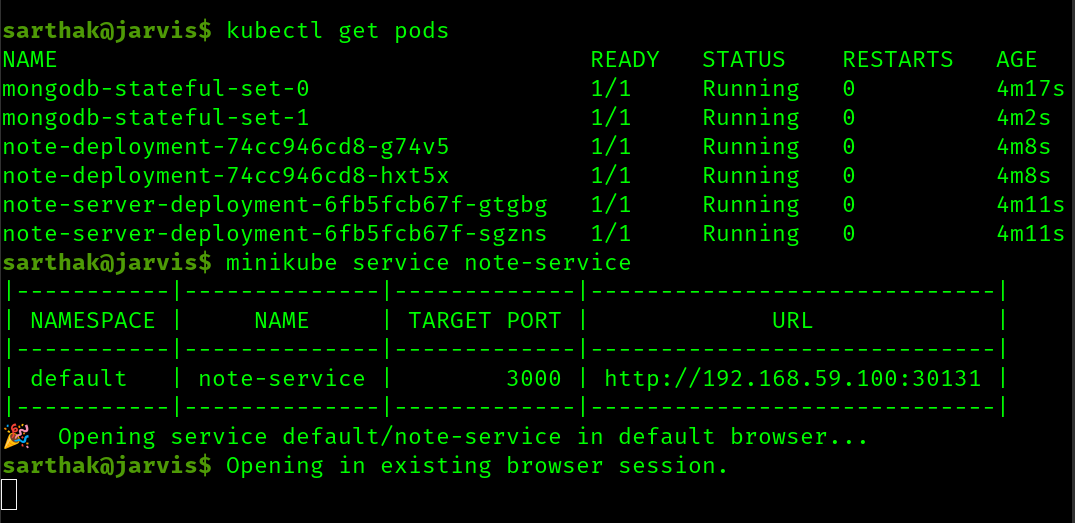 sarthak@jarvis$ kubectl get pods
NAME                                      READY   STATUS    RESTARTS   AGE
mongodb-stateful-set-0                    1/1     Running   0          4m17s
mongodb-stateful-set-1                    1/1     Running   0          4m2s
note-deployment-74cc946cd8-g74v5          1/1     Running   0          4m8s
note-deployment-74cc946cd8-hxt5x          1/1     Running   0          4m8s
note-server-deployment-6fb5fcb67f-gtgbg   1/1     Running   0          4m11s
note-server-deployment-6fb5fcb67f-sgzns   1/1     Running   0          4m11s
sarthak@jarvis$ minikube service note-service
|-----------|--------------|-------------|-----------------------------|
| NAMESPACE |     NAME     | TARGET PORT |             URL             |
|-----------|--------------|-------------|-----------------------------|
| default   | note-service |        3000 | http://192.168.59.100:30131 |
|-----------|--------------|-------------|-----------------------------|
🎉  Opening service default/note-service in default browser...
sarthak@jarvis$ Opening in existing browser session.